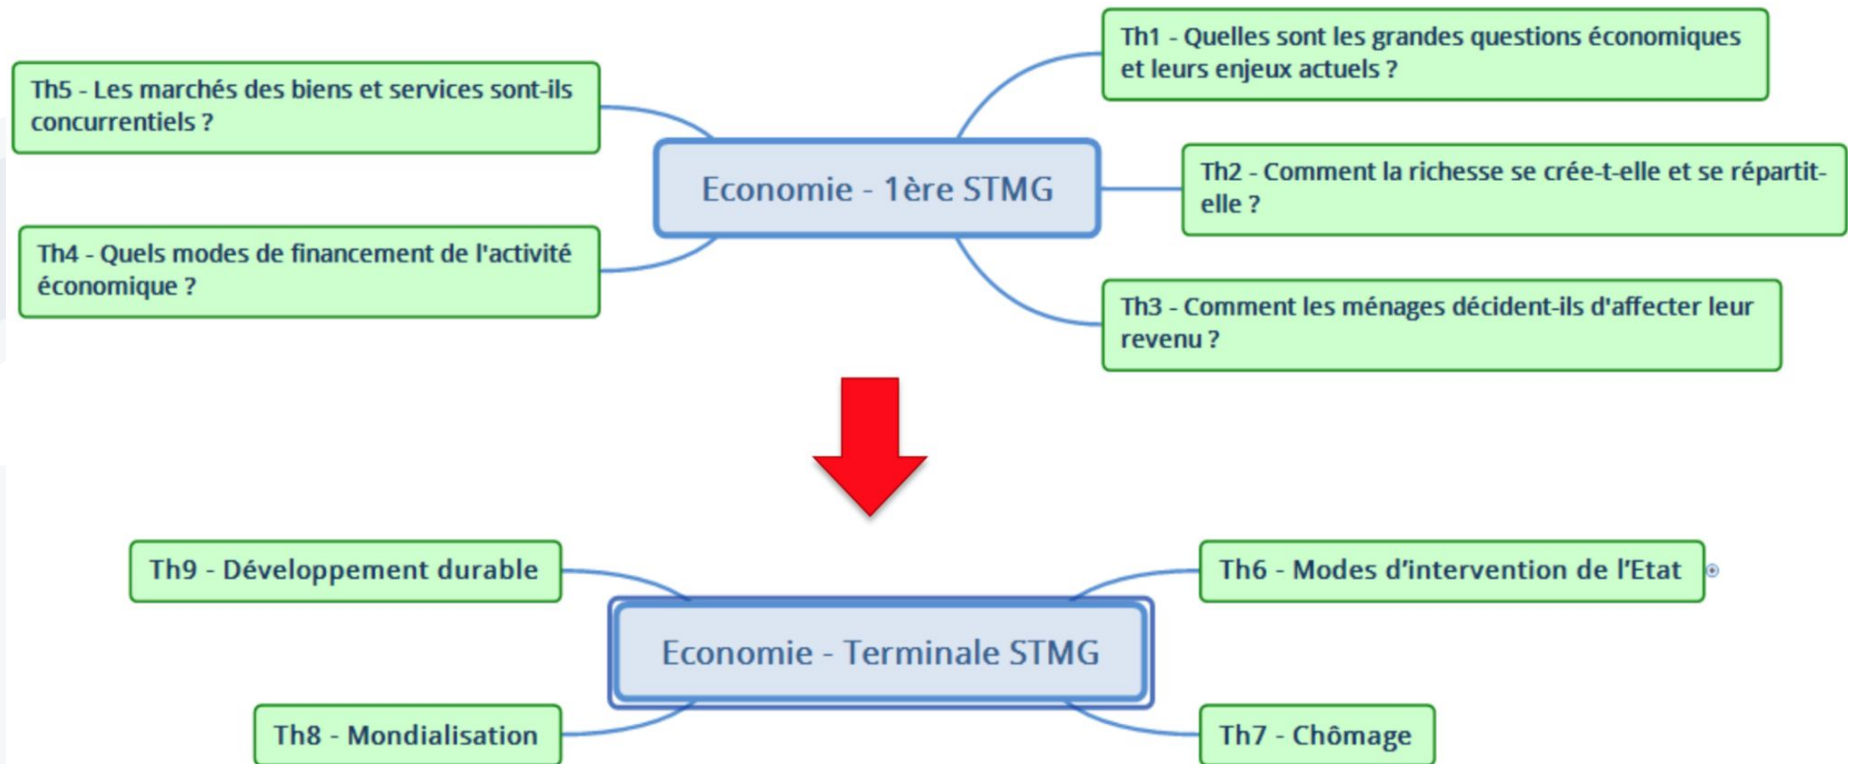 Economie - 1ère STMG
Th1 - Quelles sont les grandes questions économiques
et leurs enjeux actuels ?
Th2 - Comment la richesse se crée-t-elle et se répartit-
elle ?
Th3 - Comment les ménages décident-ils d'affecter leur
revenu ?
Th4 - Quels modes de financement de l'activité
économique ?
Th5 - Les marchés des biens et services sont-ils
concurrentiels ?
Economie - Terminale STMG
Th6 - Modes d’intervention de l’Etat
Th7 - Chômage
Th8 - Mondialisation
Th9 - Développement durable